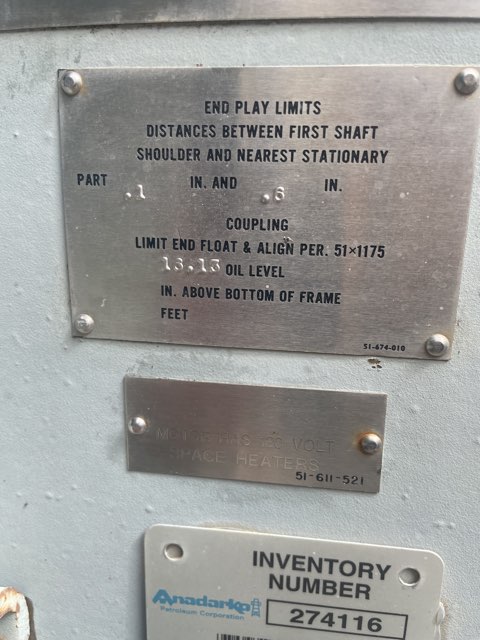 END PLAY LIMITS
DISTANCES BETWEEN FIRST SHAFT
SHOULDER AND NEAREST STATIONARY
PART .1 IN. AND .6 IN.
COUPLING
LIMIT END FLOAT & ALIGN PER. 51×1175
13.13 OIL LEVEL
IN. ABOVE BOTTOM OF FRAME
FEET
51-674-010
MOTOR HAS 120 VOLT
SPACE HEATERS
51-611-521
INVENTORY
NUMBER
Anadarko
Petroleum Corporation
274116